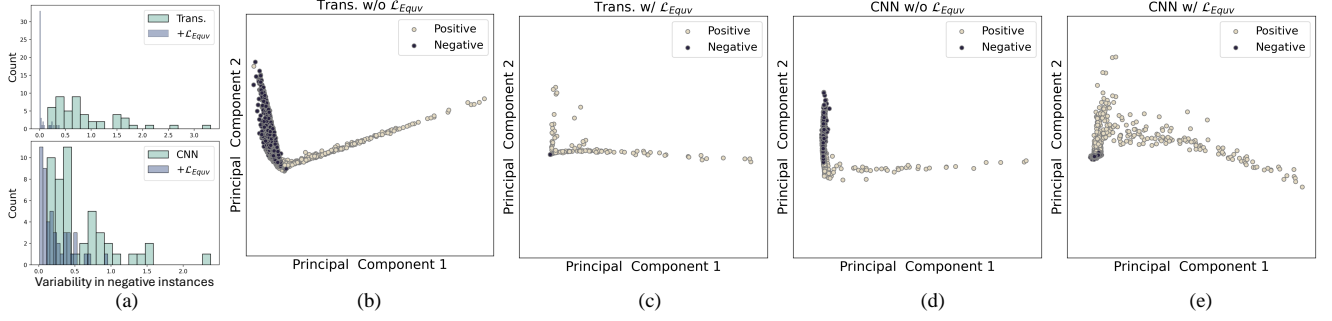 Trans. w/o ℒEquv
Trans. w/ ℒEquv
CNN w/o ℒEquv
CNN w/ ℒEquv
Count
30
25
20
15
10
5
0
Trans.
+ℒEquv
0.0 0.5 1.0 1.5 2.0 2.5 3.0
Count
10
8
6
4
2
0
CNN
+ℒEquv
0.0 0.5 1.0 1.5 2.0
Variability in negative instances
Principal Component 2
Positive
Negative
Principal Component 1
Principal Component 2
Positive
Negative
Principal Component 1
Principal Component 2
Positive
Negative
Principal Component 1
Principal Component 2
Positive
Negative
Principal Component 1
(a)
(b)
(c)
(d)
(e)